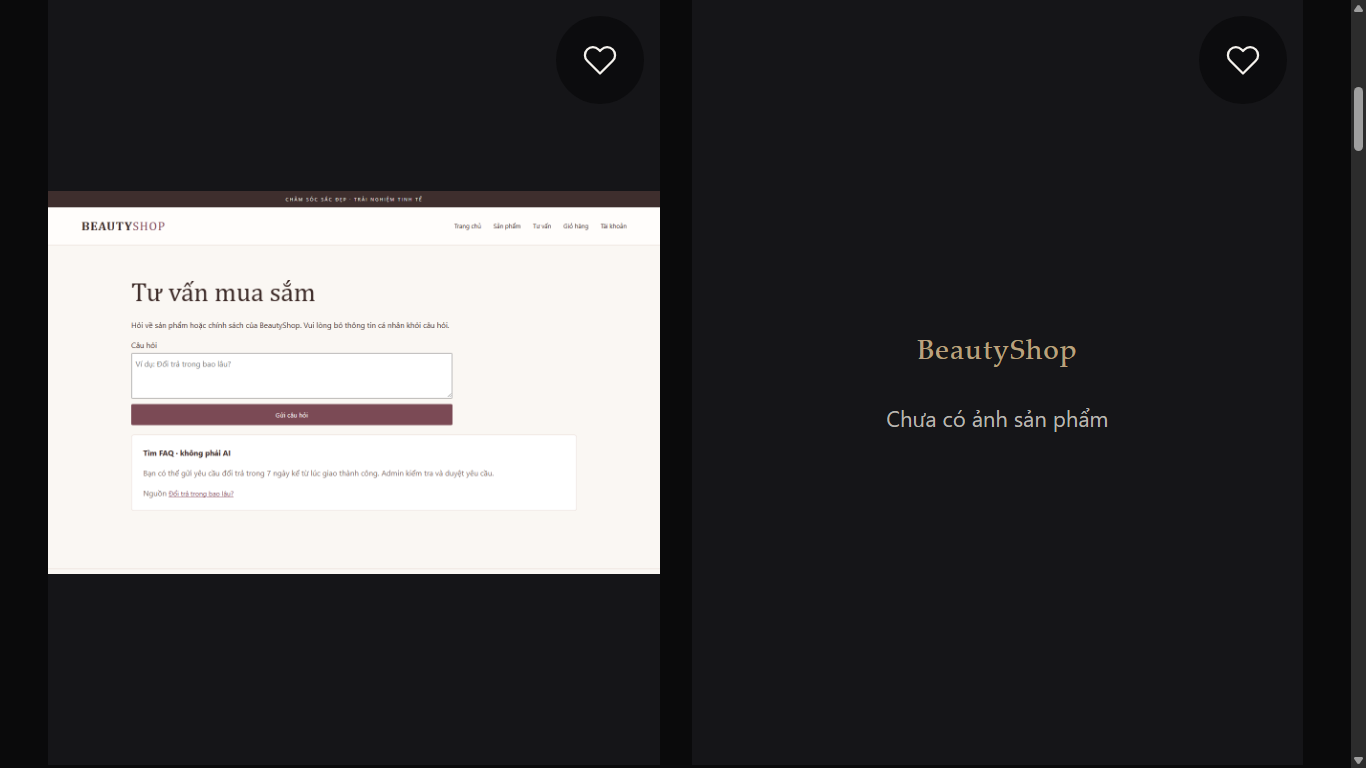 CHĂM SÓC SẮC ĐẸP · TRẢI NGHIỆM TINH TẾ
BEAUTYSHOP
Trang chủ Sản phẩm Tư vấn Giỏ hàng Tài khoản
Tư vấn mua sắm
Hỏi về sản phẩm hoặc chính sách của BeautyShop. Vui lòng bỏ thông tin cá nhân khỏi câu hỏi.
Câu hỏi
Ví dụ: Đổi trả trong bao lâu?
Gửi câu hỏi
Tìm FAQ · không phải AI
Bạn có thể gửi yêu cầu đổi trả trong 7 ngày kể từ lúc giao thành công. Admin kiểm tra và duyệt yêu cầu.
Nguồn Đổi trả trong bao lâu?
BeautyShop
Chưa có ảnh sản phẩm